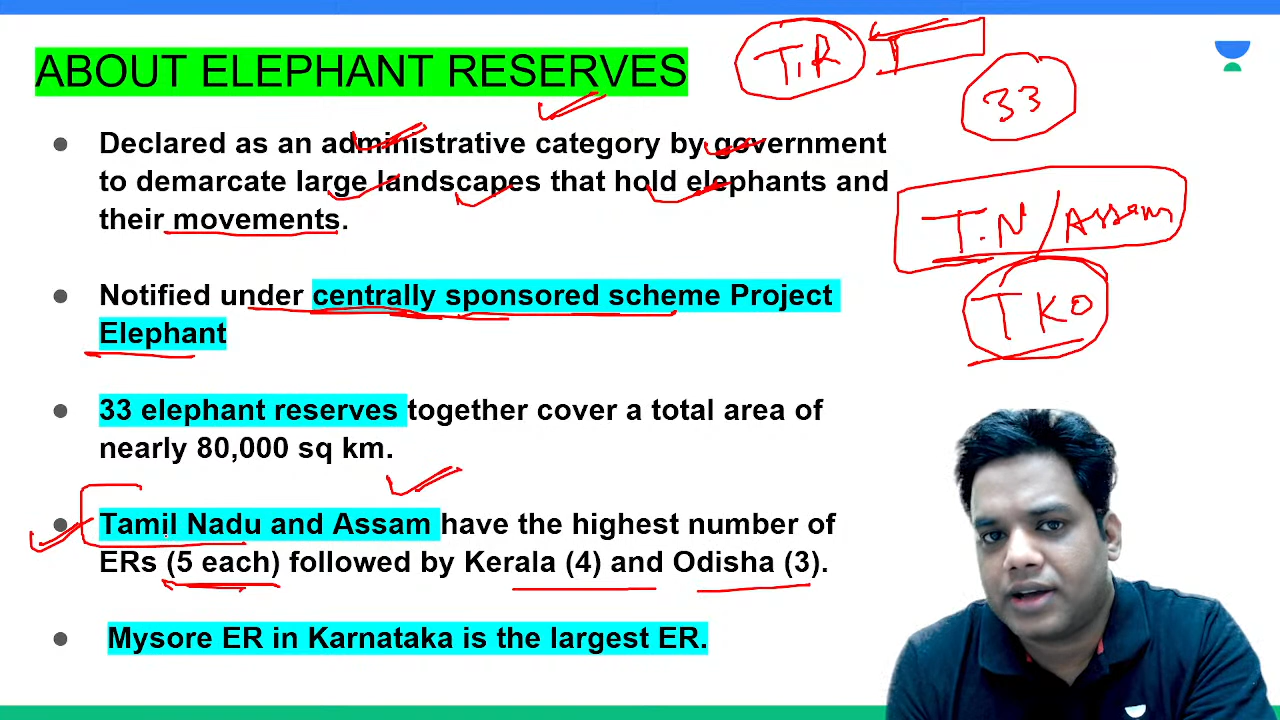 ABOUT ELEPHANT RESERVES
T.R
33
● Declared as an administrative category by government
to demarcate large landscapes that hold elephants and
their movements.
T.N/Assam
TKO
● Notified under centrally sponsored scheme Project
Elephant
● 33 elephant reserves together cover a total area of
nearly 80,000 sq km.
● Tamil Nadu and Assam have the highest number of
ERs (5 each) followed by Kerala (4) and Odisha (3).
● Mysore ER in Karnataka is the largest ER.